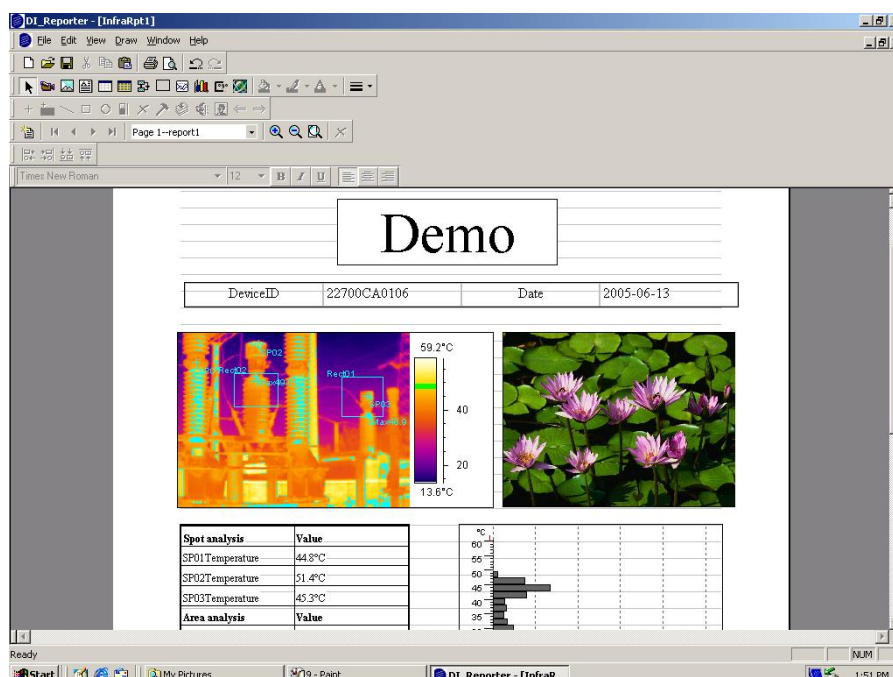 DI_Reporter - [InfraRpt1]
File Edit View Draw Window Help
Page 1--report1
Times New Roman 12 B I U
Demo
DeviceID 22700CA0106 Date 2005-06-13
59.2°C
SP02
Rect02 Rect01
40
SP03
20
13.6°C
Spot analysis Value
SP01Temperature 44.8°C
SP02Temperature 51.4°C
SP03Temperature 45.3°C
Area analysis Value
°C
60
55
50
45
40
35
Ready NUM
Start My Pictures 19 - Paint DI_Reporter - [InfraR... 1:51 PM